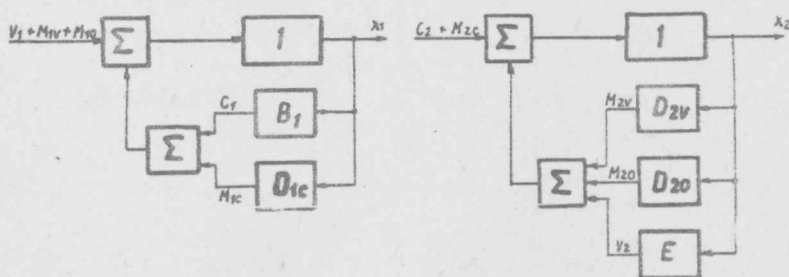 V1 + M1v + M1o
Σ
1
x1
C1
B1
Σ
M1c
D1c
C2 + M2c
Σ
1
x2
M2v
D2v
Σ
M2o
D2o
V2
E